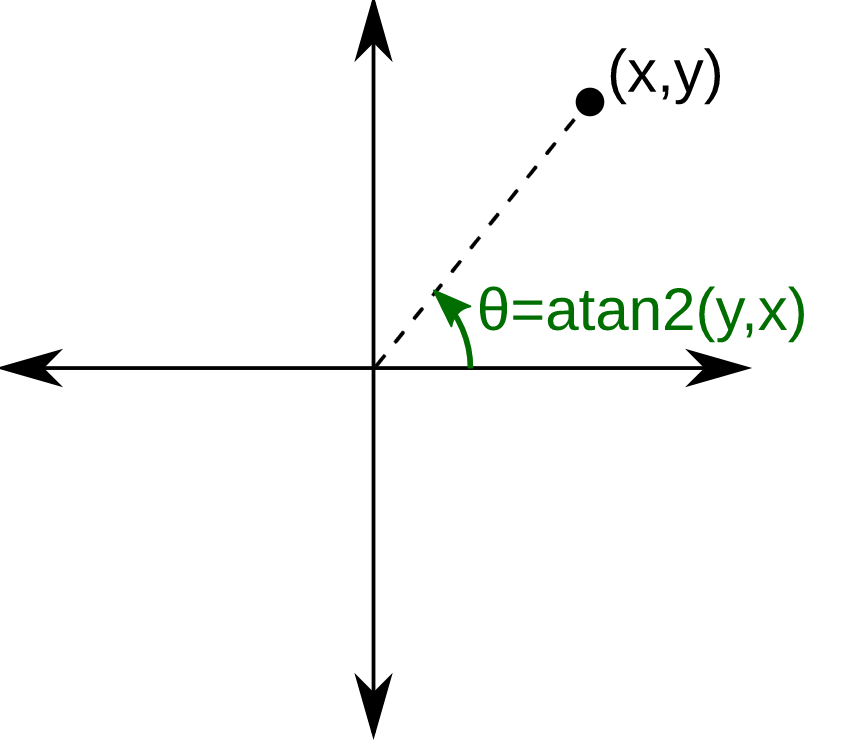 (x,y)
θ=atan2(y,x)